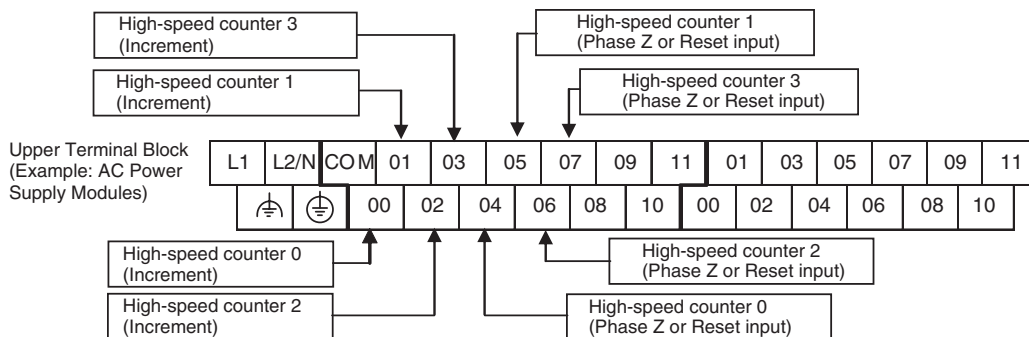 High-speed counter 3
(Increment)
High-speed counter 1
(Phase Z or Reset input)
High-speed counter 1
(Increment)
High-speed counter 3
(Phase Z or Reset input)
Upper Terminal Block
(Example: AC Power
Supply Modules)
L1 L2/N COM 01 03 05 07 09 11 01 03 05 07 09 11
00 02 04 06 08 10 00 02 04 06 08 10
High-speed counter 0
(Increment)
High-speed counter 2
(Phase Z or Reset input)
High-speed counter 2
(Increment)
High-speed counter 0
(Phase Z or Reset input)